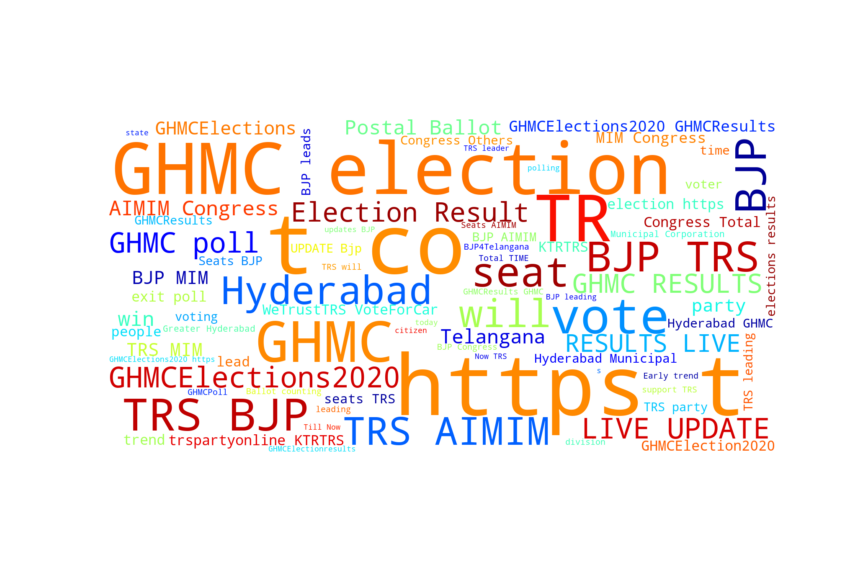 state GHMCElections Postal Ballot GHMCElections2020 GHMCResults
BJP leads Congress Others TRS leader MIM Congress time
GHMC election polling BJP
voter
AIMIM Congress Election Result TR election https
GHMCResults Seats AIMIM Congress Total
updates BJP Municipal Corporation elections results
GHMC poll t co UPDATE Bjp BJP AIMIM BJP4Telangana KTRTRS
Seats BJP Total TIME BJP TRS
BJP MIM TRS will seat
exit poll Hyderabad GHMCResults GHMC BJP leading GHMC RESULTS
win voting WeTrustTRS VoteForCar will vote party
people Greater Hyderabad GHMC citizen today Telangana Hyderabad GHMC
TRS MIM BJP Congress RESULTS LIVE
GHMCElections2020 https lead Now TRS Hyderabad Municipal TRS leading
GHMCElections2020 https t s Early trend
GHMCPoll Ballot counting seats TRS support TRS
TRS BJP leading TRS party
Till Now TRS AIMIM LIVE UPDATE
trend trspartyonline KTRTRS division GHMCElection2020
GHMCElectionresults